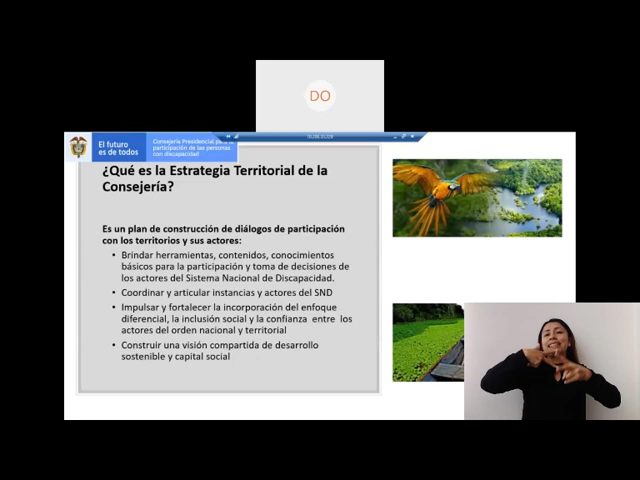 DO
El futuro
es de todos
Consejería Presidencial para la
participación de las personas
con discapacidad
¿Qué es la Estrategia Territorial de la
Consejería?
Es un plan de construcción de diálogos de participación
con los territorios y sus actores:
• Brindar herramientas, contenidos, conocimientos
básicos para la participación y toma de decisiones de
los actores del Sistema Nacional de Discapacidad.
• Coordinar y articular instancias y actores del SND
• Impulsar y fortalecer la incorporación del enfoque
diferencial, la inclusión social y la confianza entre los
actores del orden nacional y territorial
• Construir una visión compartida de desarrollo
sostenible y capital social